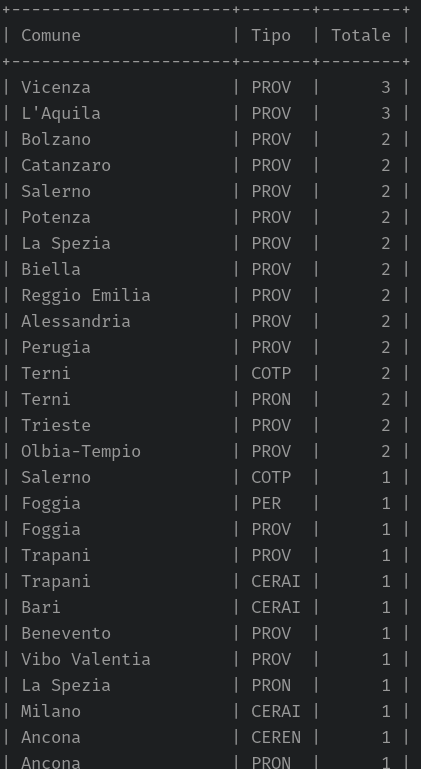 +-----------------------+-------+--------+
| Comune | Tipo | Totale |
+-----------------------+-------+--------+
| Vicenza | PROV | 3 |
| L'Aquila | PROV | 3 |
| Bolzano | PROV | 2 |
| Catanzaro | PROV | 2 |
| Salerno | PROV | 2 |
| Potenza | PROV | 2 |
| La Spezia | PROV | 2 |
| Biella | PROV | 2 |
| Reggio Emilia | PROV | 2 |
| Alessandria | PROV | 2 |
| Perugia | PROV | 2 |
| Terni | COTP | 2 |
| Terni | PRON | 2 |
| Trieste | PROV | 2 |
| Olbia-Tempio | PROV | 2 |
| Salerno | COTP | 1 |
| Foggia | PER | 1 |
| Foggia | PROV | 1 |
| Trapani | PROV | 1 |
| Trapani | CERAI | 1 |
| Bari | CERAI | 1 |
| Benevento | PROV | 1 |
| Vibo Valentia | PROV | 1 |
| La Spezia | PRON | 1 |
| Milano | CERAI | 1 |
| Ancona | CEREN | 1 |
| Ancona | PRON | 1 |